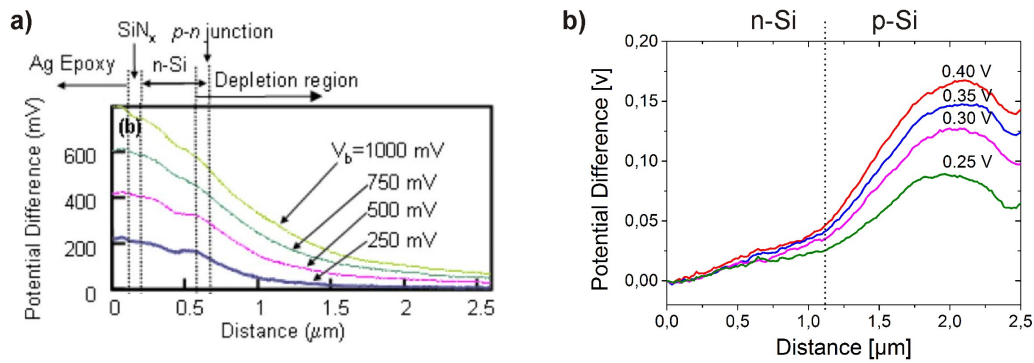 a)
SiNx
p-n junction
Ag Epoxy
n-Si
Depletion region
(b)
Vb=1000 mV
750 mV
500 mV
250 mV
600
400
200
0
Potential Difference (mV)
0.0 0.5 1.0 1.5 2.0 2.5
Distance (μm)
b)
n-Si p-Si
0,20
0,15
0,10
0,05
0,00
Potential Difference [v]
0.40 V
0.35 V
0.30 V
0.25 V
0,0 0,5 1,0 1,5 2,0 2,5
Distance [µm]